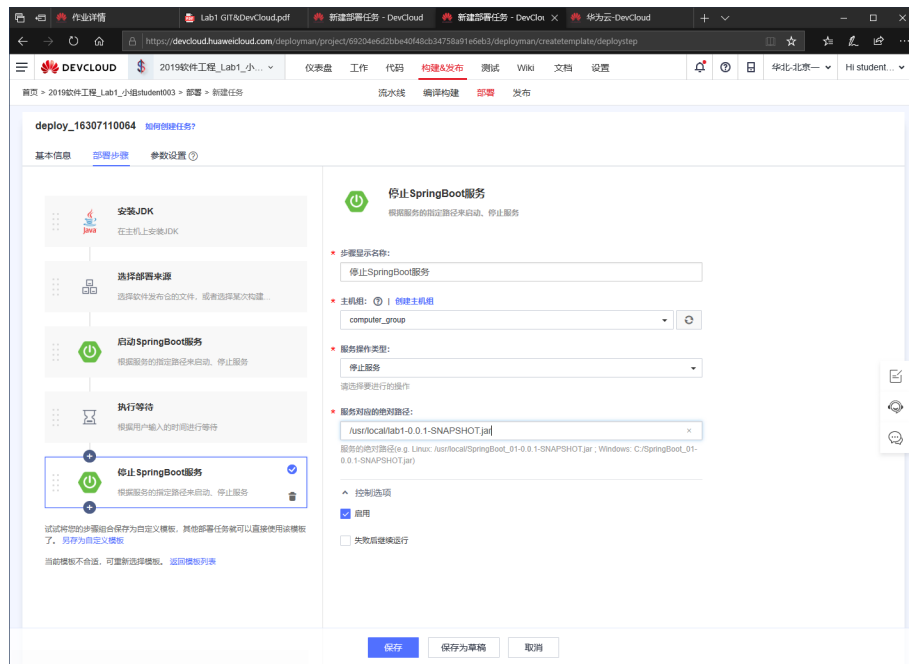 作业详情
Lab1 GIT&DevCloud.pdf
新建部署任务 - DevCloud
新建部署任务 - DevClou
华为云-DevCloud
https://devcloud.huaweicloud.com/deployman/project/69204e6d2bbe40f48cb34758a91e6eb3/deployman/createtemplate/deploystep
DEVCLOUD
2019软件工程_Lab1_小...
仪表盘 工作 代码 构建&发布 测试 Wiki 文档 设置
华北-北京一
Hi student...
首页 > 2019软件工程_Lab1_小组student003 > 部署 > 新建任务
流水线 编译构建 部署 发布
deploy_16307110064 如何创建任务?
基本信息 部署步骤 参数设置
安装JDK
在主机上安装JDK
Java
选择部署来源
选择软件发布仓的文件，或者选择某次构建...
启动SpringBoot服务
根据服务的指定路径来启动、停止服务
执行等待
根据用户输入的时间进行等待
停止SpringBoot服务
根据服务的指定路径来启动、停止服务
试试将您的步骤组合保存为自定义模板，其他部署任务就可以直接使用该模板
了。 另存为自定义模板
当前模板不合适，可重新选择模板。 返回模板列表
停止SpringBoot服务
根据服务的指定路径来启动、停止服务
* 步骤显示名称:
停止SpringBoot服务
* 主机组: ? | 创建主机组
computer_group
* 服务操作类型:
停止服务
请选择要进行的操作
* 服务对应的绝对路径:
/usr/local/lab1-0.0.1-SNAPSHOT.jar
服务的绝对路径(e.g. Linux: /usr/local/SpringBoot_01-0.0.1-SNAPSHOT.jar ; Windows: C:/SpringBoot_01-
0.0.1-SNAPSHOT.jar)
控制选项
启用
失败后继续运行
保存 保存为草稿 取消